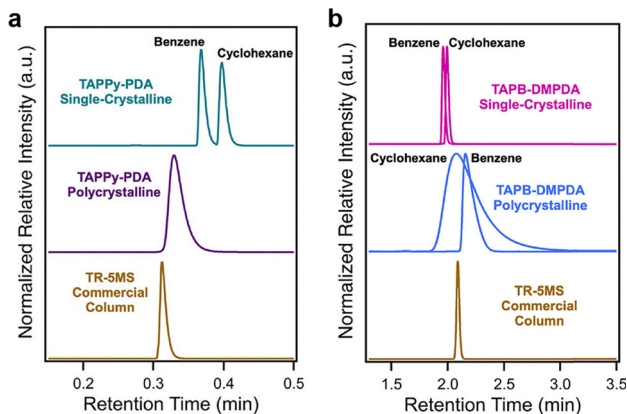 a
Normalized Relative Intensity (a.u.)
Benzene
Cyclohexane
TAPPy-PDA
Single-Crystalline
TAPPy-PDA
Polycrystalline
TR-5MS
Commercial
Column
0.2 0.3 0.4 0.5
Retention Time (min)
b
Normalized Relative Intensity (a.u.)
Benzene Cyclohexane
TAPB-DMPDA
Single-Crystalline
Cyclohexane Benzene
TAPB-DMPDA
Polycrystalline
TR-5MS
Commercial
Column
1.5 2.0 2.5 3.0 3.5
Retention Time (min)